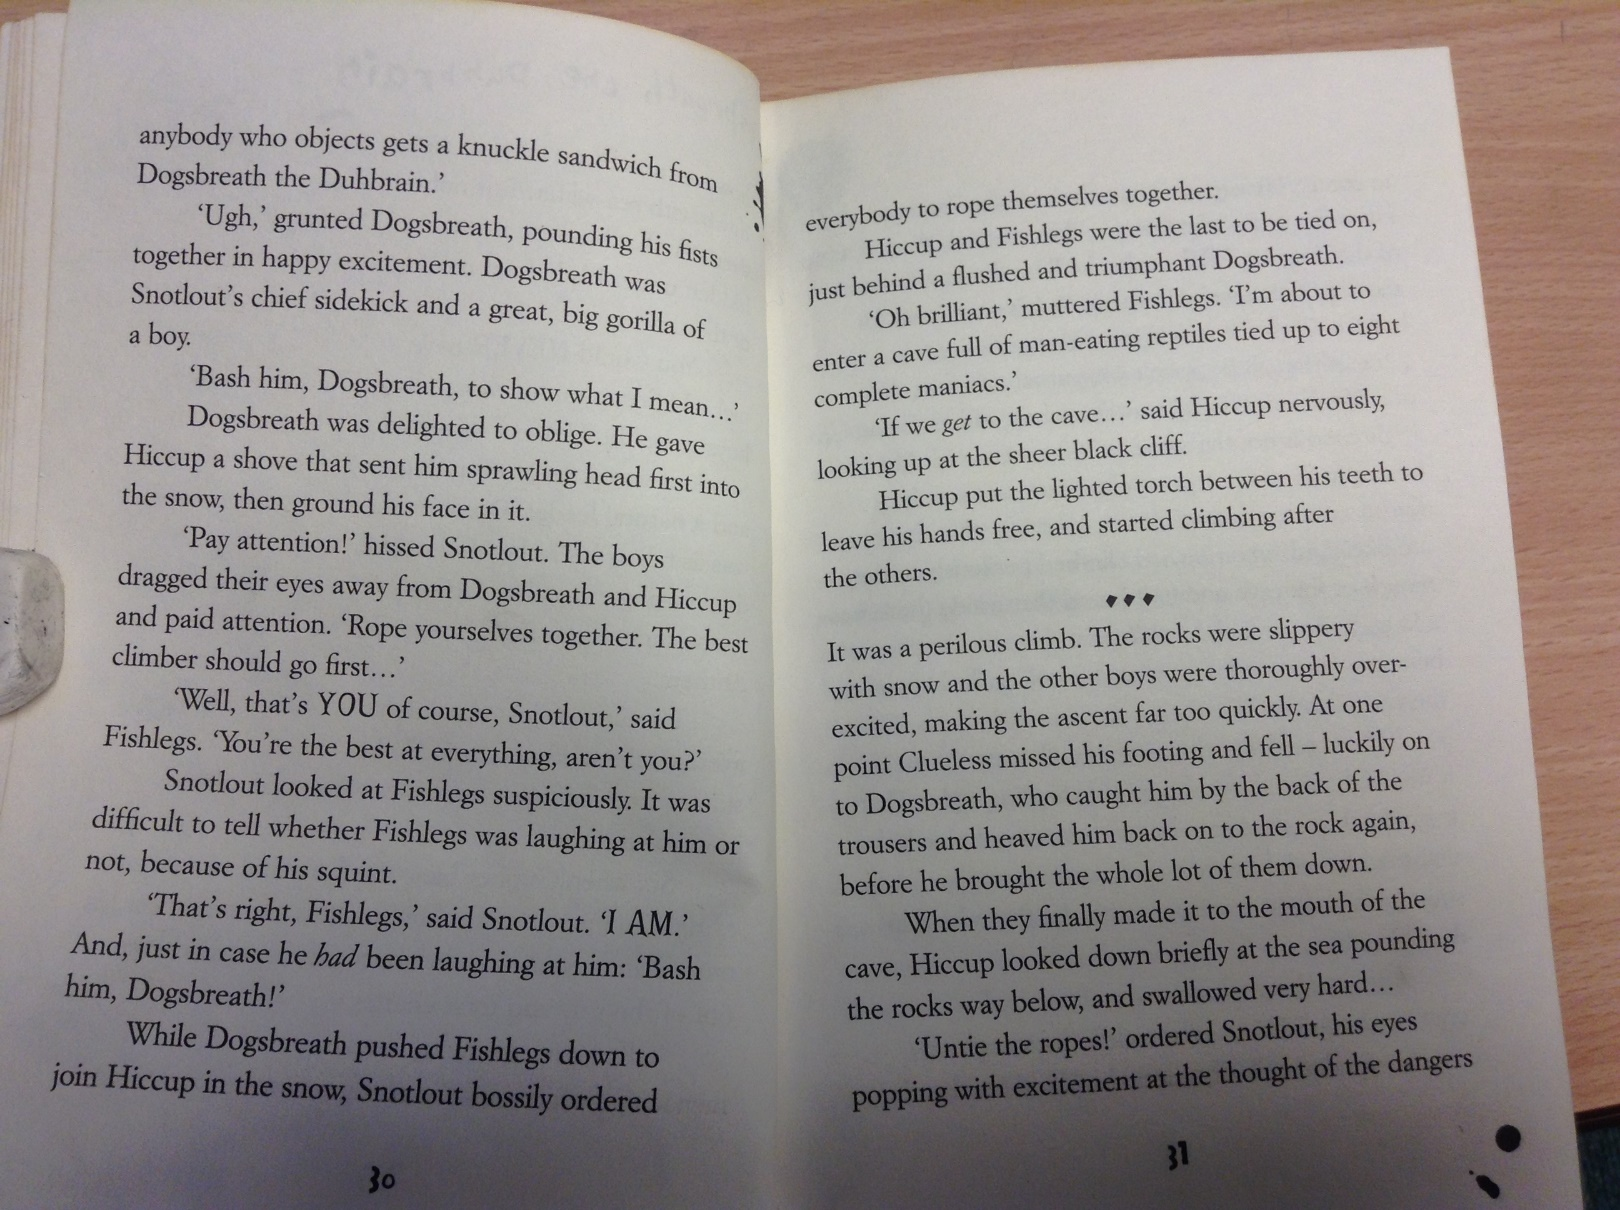 anybody who objects gets a knuckle sandwich from
Dogsbreath the Duhbrain.’
‘Ugh,’ grunted Dogsbreath, pounding his fists
together in happy excitement. Dogsbreath was
Snotlout’s chief sidekick and a great, big gorilla of
a boy.
‘Bash him, Dogsbreath, to show what I mean…’
Dogsbreath was delighted to oblige. He gave
Hiccup a shove that sent him sprawling head first into
the snow, then ground his face in it.
‘Pay attention!’ hissed Snotlout. The boys
dragged their eyes away from Dogsbreath and Hiccup
and paid attention. ‘Rope yourselves together. The best
climber should go first…’
‘Well, that’s YOU of course, Snotlout,’ said
Fishlegs. ‘You’re the best at everything, aren’t you?’
Snotlout looked at Fishlegs suspiciously. It was
difficult to tell whether Fishlegs was laughing at him or
not, because of his squint.
‘That’s right, Fishlegs,’ said Snotlout. ‘I AM.’
And, just in case he had been laughing at him: ‘Bash
him, Dogsbreath!’
While Dogsbreath pushed Fishlegs down to
join Hiccup in the snow, Snotlout bossily ordered
30
everybody to rope themselves together.
Hiccup and Fishlegs were the last to be tied on,
just behind a flushed and triumphant Dogsbreath.
‘Oh brilliant,’ muttered Fishlegs. ‘I’m about to
enter a cave full of man-eating reptiles tied up to eight
complete maniacs.’
‘If we get to the cave…’ said Hiccup nervously,
looking up at the sheer black cliff.
Hiccup put the lighted torch between his teeth to
leave his hands free, and started climbing after
the others.
It was a perilous climb. The rocks were slippery
with snow and the other boys were thoroughly over-
excited, making the ascent far too quickly. At one
point Clueless missed his footing and fell – luckily on
to Dogsbreath, who caught him by the back of the
trousers and heaved him back on to the rock again,
before he brought the whole lot of them down.
When they finally made it to the mouth of the
cave, Hiccup looked down briefly at the sea pounding
the rocks way below, and swallowed very hard…
‘Untie the ropes!’ ordered Snotlout, his eyes
popping with excitement at the thought of the dangers
31